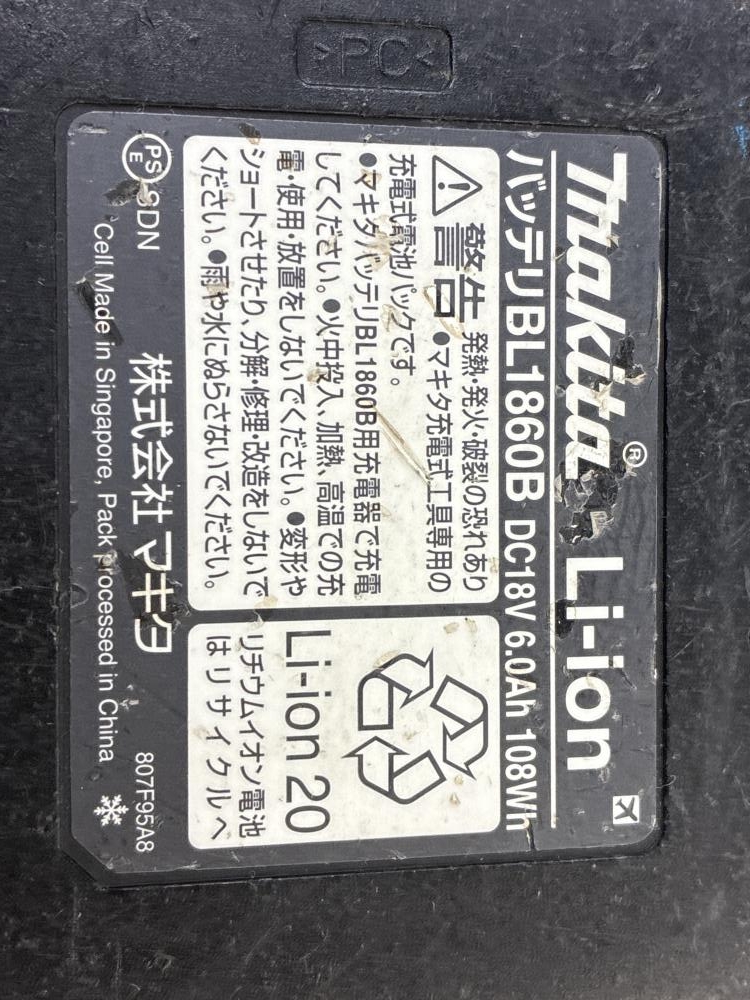 >PC<
makita® Li-ion
バッテリBL1860B DC18V 6.0Ah 108Wh
警告 発熱・発火・破裂の恐れあり
●マキタ充電式工具専用の
充電式電池パックです。
●マキタバッテリBL1860B用充電器で充電
してください。●火中投入、加熱、高温での充
電・使用・放置をしないでください。●変形や
ショートさせたり、分解・修理・改造をしないで
ください。●雨や水にぬらさないでください。
Li-ion 20
リチウムイオン電池
はリサイクルへ
PS E SDN
株式会社 マキタ
807F95A8
Cell Made in Singapore, Pack processed in China